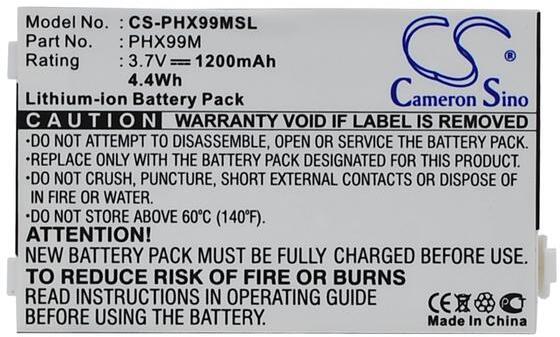 Model No. : CS-PHX99MSL
Part No. : PHX99M
Rating : 3.7V 1200mAh
4.4Wh
Lithium-ion Battery Pack
CS
Cameron Sino
CAUTION WARRANTY VOID IF LABEL IS REMOVED
•DO NOT ATTEMPT TO DISASSEMBLE, OPEN OR SERVICE THE BATTERY PACK.
•REPLACE WITH THE BATTERY PACK DESIGNATED FOR THIS PRODUCT.
•DO NOT CRUSH, PUNCTURE, SHORT EXTERNAL CONTACTS OR DISPOSE OF
IN FIRE OR WATER.
•DO NOT STORE ABOVE 60°C (140°F).
ATTENTION!
NEW BATTERY PACK MUST BE FULLY CHARGED BEFORE USE.
TO REDUCE RISK OF FIRE OR BURNS
READ INSTRUCTIONS IN OPERATING GUIDE
BEFORE USING THE BATTERY PACK.
CE
Made In China